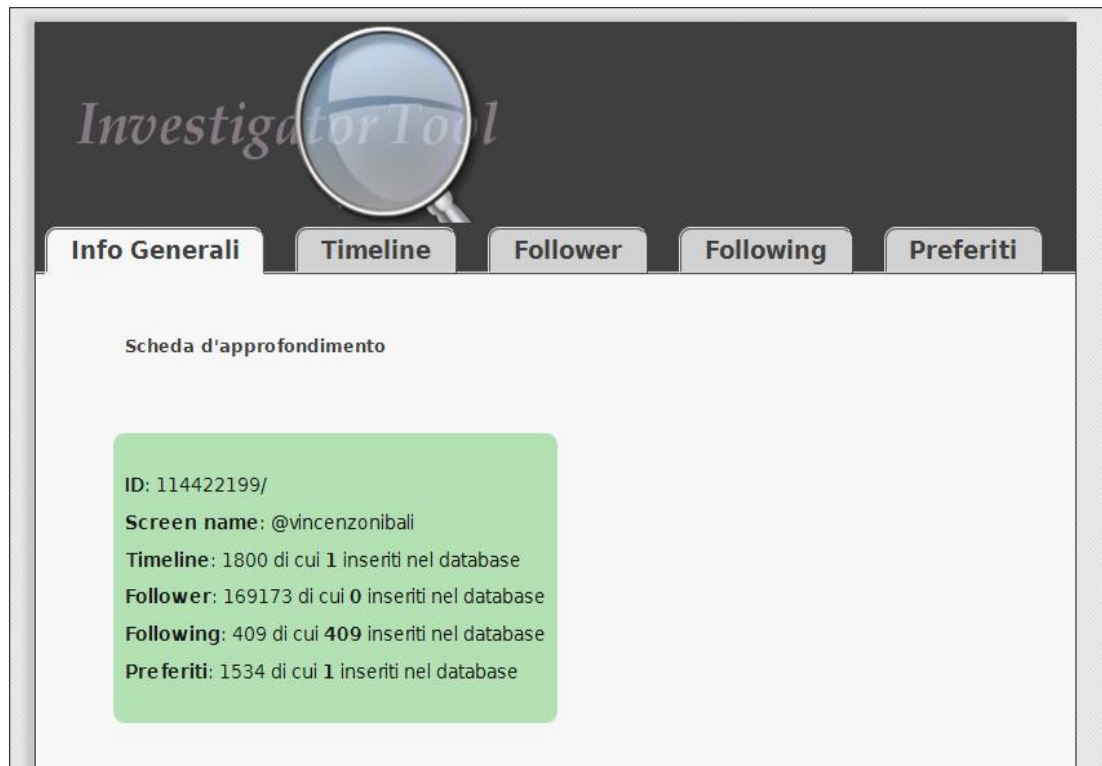 Investigator Tool
Info Generali Timeline Follower Following Preferiti
Scheda d'approfondimento
ID: 114422199/
Screen name: @vincenzonibali
Timeline: 1800 di cui 1 inseriti nel database
Follower: 169173 di cui 0 inseriti nel database
Following: 409 di cui 409 inseriti nel database
Preferiti: 1534 di cui 1 inseriti nel database